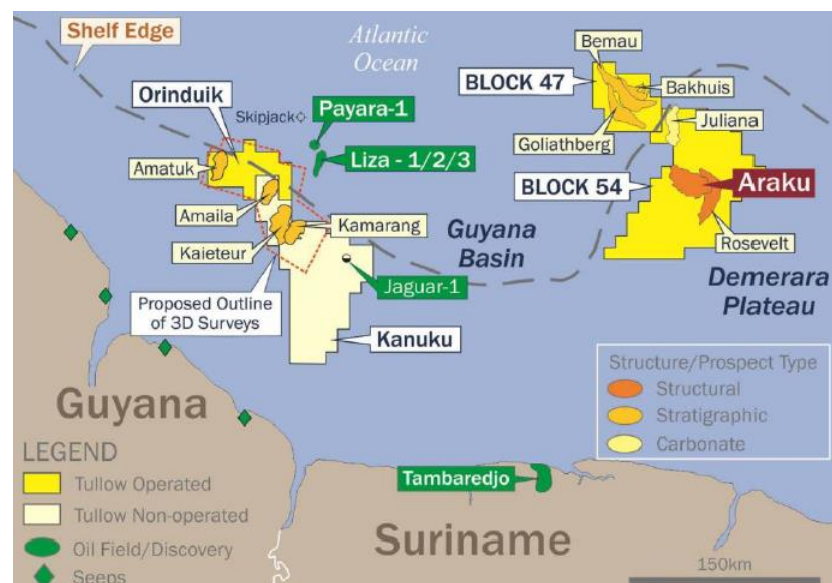 Shelf Edge
Atlantic
Ocean
Bemau
BLOCK 47
Bakhuis
Orinduik
Skipjack
Payara-1
Juliana
Goliathberg
Liza - 1/2/3
Amatuk
BLOCK 54
Araku
Amaila
Kamarang
Guyana
Basin
Rosevelt
Kaieteur
Demerara
Plateau
Jaguar-1
Proposed Outline
of 3D Surveys
Kanuku
Structure/Prospect Type
Structural
Stratigraphic
Carbonate
Guyana
LEGEND
Tullow Operated
Tullow Non-operated
Oil Field/Discovery
Seeps
Tambaredjo
Suriname
150km